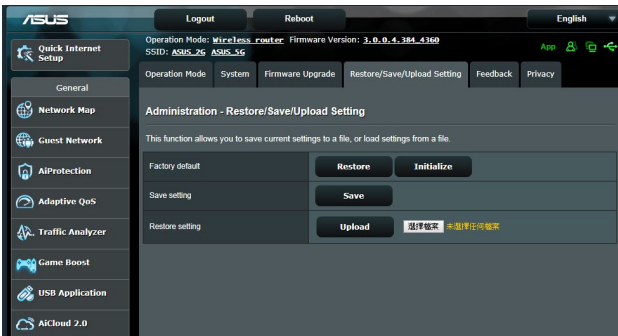 ASUS
Logout
Reboot
English
Quick Internet
Setup
Operation Mode: Wireless router Firmware Version: 3.0.0.4.384_4360
SSID: ASUS_2G ASUS_5G
App
Operation Mode
System
Firmware Upgrade
Restore/Save/Upload Setting
Feedback
Privacy
General
Network Map
Guest Network
AiProtection
Adaptive QoS
Traffic Analyzer
Game Boost
USB Application
AiCloud 2.0
Administration - Restore/Save/Upload Setting
This function allows you to save current settings to a file, or load settings from a file.
Factory default
Restore
Initialize
Save setting
Save
Restore setting
Upload
選擇檔案
未選擇任何檔案